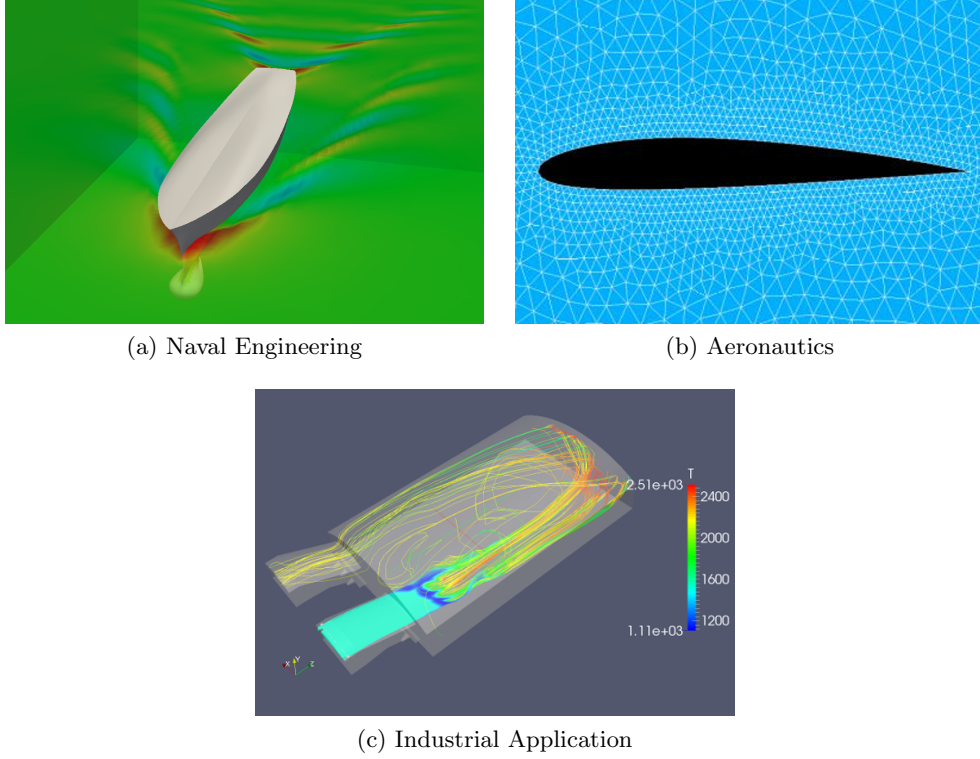 (a) Naval Engineering
(b) Aeronautics
T
2.51e+03
2400
2000
1600
1200
1.11e+03
X Y Z
(c) Industrial Application